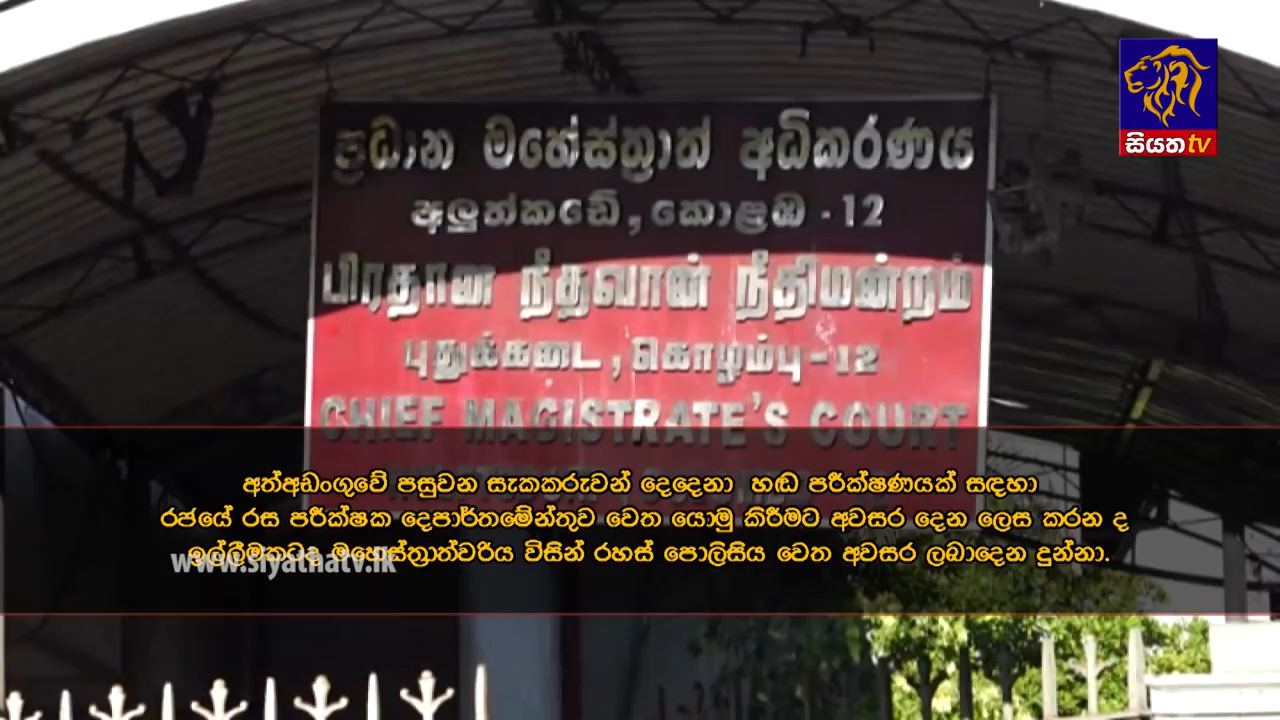 සියත tv
ප්‍රධාන මහේස්ත්‍රාත් අධිකරණය
අලුත්කඩේ, කොළඹ - 12
பிரதான நீதவான் நீதிமன்றம்
புதுக்கடை, கொழும்பு - 12
CHIEF MAGISTRATE'S COURT
අත්අඩංගුවේ පසුවන සැකකරුවන් දෙදෙනා හඬ පරීක්ෂණයක් සඳහා
රජයේ රස පරීක්ෂක දෙපාර්තමේන්තුව වෙත යොමු කිරීමට අවසර දෙන ලෙස කරන ද
ඉල්ලීමකටද මහෙස්ත්‍රාත්වරිය විසින් රහස් පොලිසිය වෙත අවසර ලබාදෙන දුන්නා.
www.siyathatv.lk